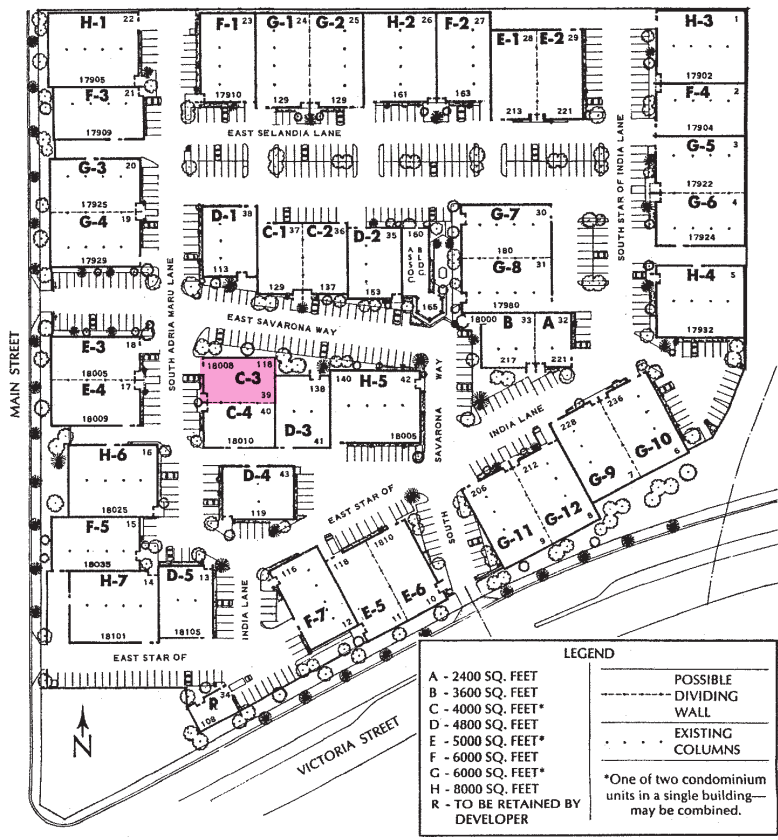 H-1 22
17905
F-3 21
17909
G-3 20
17925
G-4 19
17929
E-3 18
18005
E-4 17
18009
H-6 16
18025
F-5 15
18035
H-7 14
18101
D-5 13
18105
F-1 23
17910
G-1 24
129
G-2 25
129
H-2 26
161
F-2 27
163
E-1 28
213
E-2 29
221
H-3 1
17902
F-4 2
17904
G-5 3
17922
G-6 4
17924
H-4 5
17932
EAST SELANDIA LANE
SOUTH STAR OF INDIA LANE
SOUTH ADRIA MARU LANE
MAIN STREET
D-1 38
113
C-1 37
129
C-2 36
137
D-2 35
153
160
ASSOC. BLDG.
165
G-7 30
180
G-8 31
17980
18000
B 33
217
A 32
221
EAST SAVARONA WAY
18008 118
C-3
39
C-4 40
18010
138
D-3
41
140 H-5 42
18005
SOUTH SAVARONA WAY
INDIA LANE
D-4 43
119
EAST STAR OF
INDIA LANE
EAST STAR OF
116
F-7
12
118
E-5
11
1810
E-6
10
206
G-11
9
212
G-12
8
228
G-9
7
236
G-10
6
R 34
108
N
VICTORIA STREET
LEGEND
A - 2400 SQ. FEET
B - 3600 SQ. FEET
C - 4000 SQ. FEET*
D - 4800 SQ. FEET
E - 5000 SQ. FEET*
F - 6000 SQ. FEET
G - 6000 SQ. FEET*
H - 8000 SQ. FEET
R - TO BE RETAINED BY
DEVELOPER
POSSIBLE
DIVIDING
WALL
EXISTING
COLUMNS
*One of two condominium
units in a single building—
may be combined.